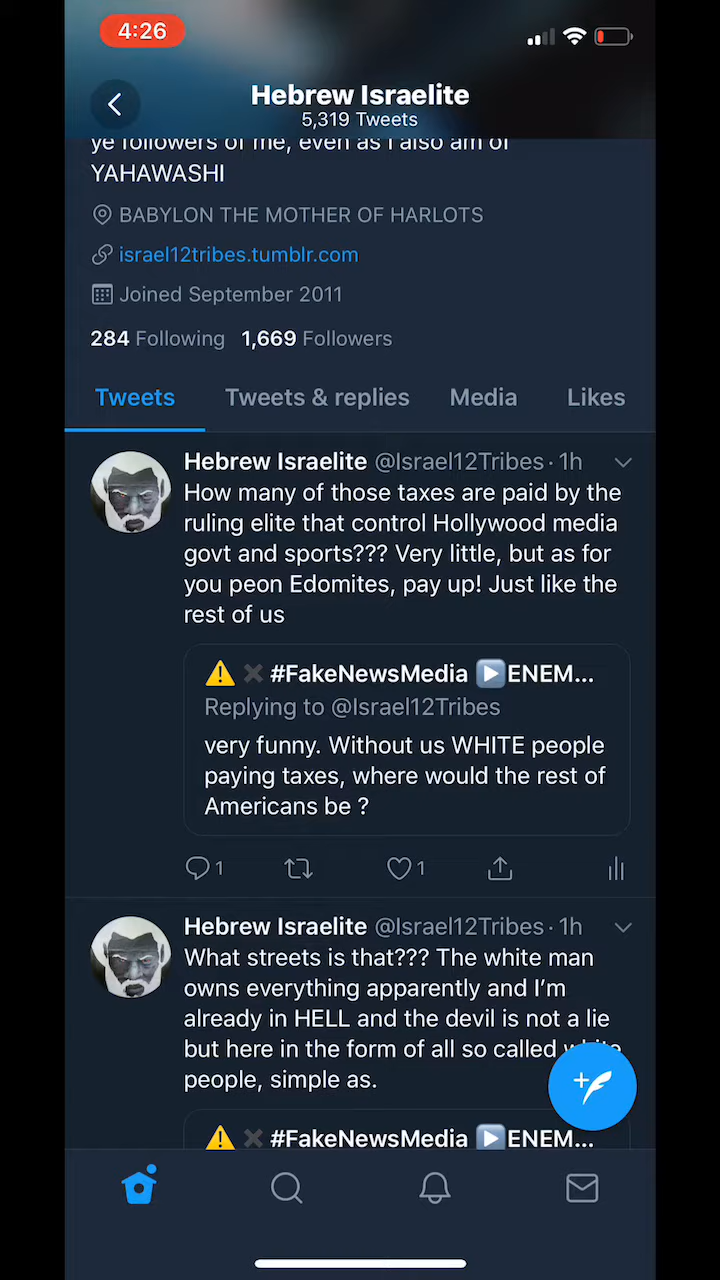 4:26
Hebrew Israelite
5,319 Tweets
ye followers of me, even as I also am of
YAHAWASHI
BABYLON THE MOTHER OF HARLOTS
israel12tribes.tumblr.com
Joined September 2011
284 Following 1,669 Followers
Tweets Tweets & replies Media Likes
Hebrew Israelite @Israel12Tribes · 1h
How many of those taxes are paid by the
ruling elite that control Hollywood media
govt and sports??? Very little, but as for
you peon Edomites, pay up! Just like the
rest of us
⚠️ ✖️ #FakeNewsMedia ▶️ENEM...
Replying to @Israel12Tribes
very funny. Without us WHITE people
paying taxes, where would the rest of
Americans be ?
1 1
Hebrew Israelite @Israel12Tribes · 1h
What streets is that??? The white man
owns everything apparently and I'm
already in HELL and the devil is not a lie
but here in the form of all so called white
people, simple as.
⚠️ ✖️ #FakeNewsMedia ▶️ENEM...